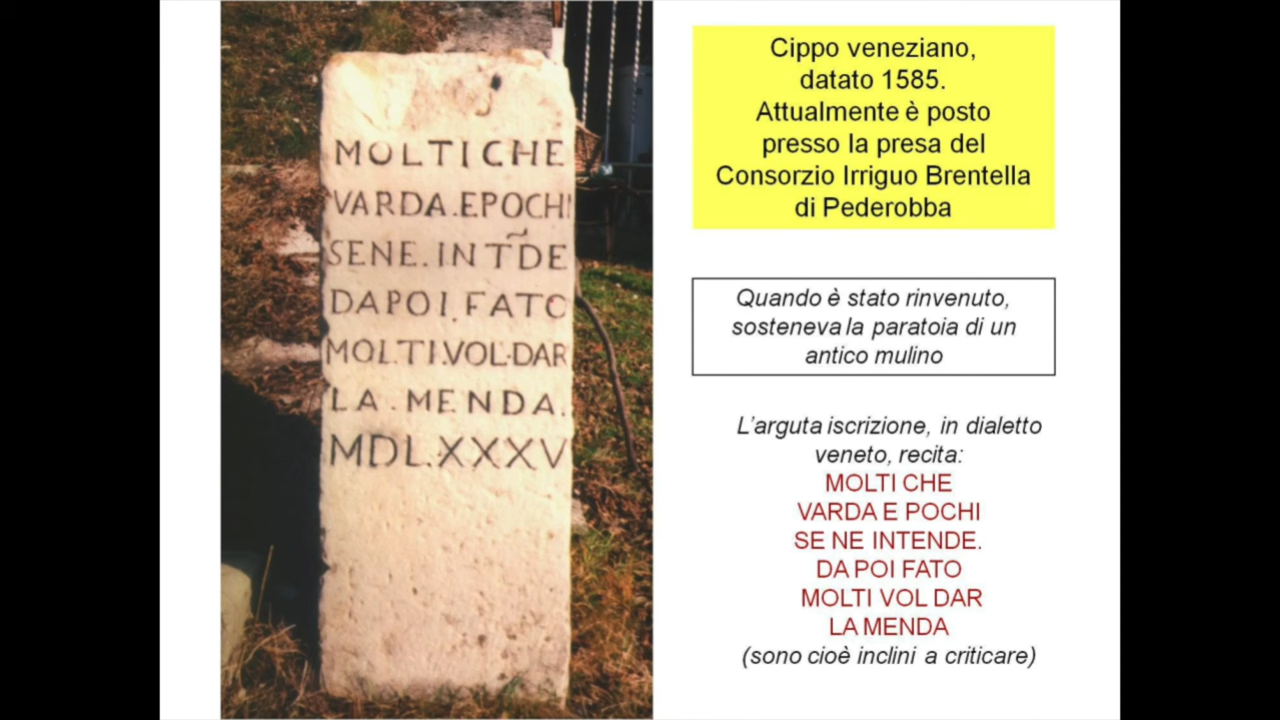 MOLTI CHE
VARDA.E POCHI
SENE.IN T̃DE
DAPOI.FATO
MOLTI.VOL.DAR
LA.MENDA.
MDLXXXV
Cippo veneziano,
datato 1585.
Attualmente è posto
presso la presa del
Consorzio Irriguo Brentella
di Pederobba
Quando è stato rinvenuto,
sosteneva la paratoia di un
antico mulino
L'arguta iscrizione, in dialetto
veneto, recita:
MOLTI CHE
VARDA E POCHI
SE NE INTENDE.
DA POI FATO
MOLTI VOL DAR
LA MENDA
(sono cioè inclini a criticare)